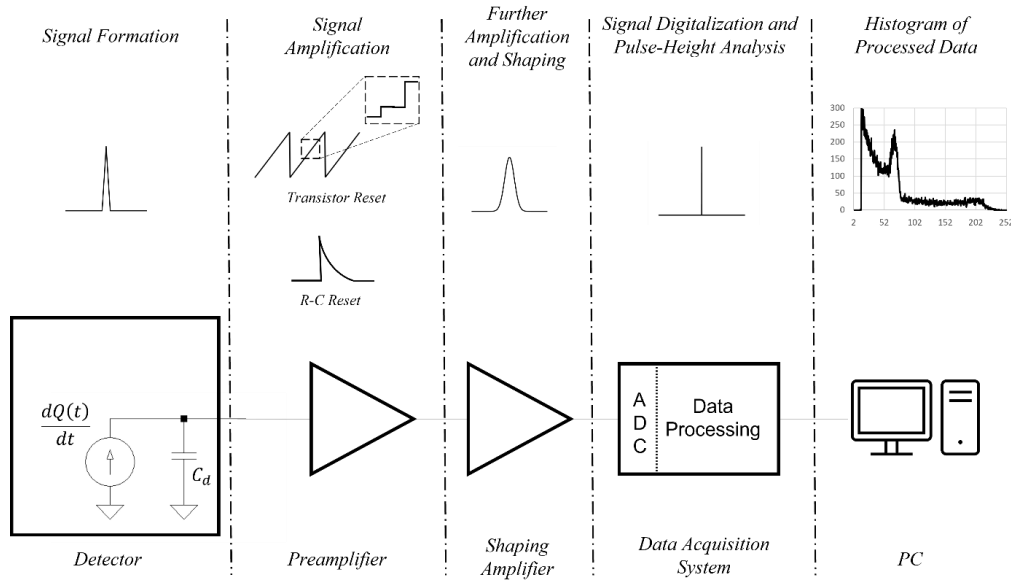 Signal Formation
Signal
Amplification
Further
Amplification
and Shaping
Signal Digitalization and
Pulse-Height Analysis
Histogram of
Processed Data
Transistor Reset
R-C Reset
300
250
200
150
100
50
0
2 52 102 152 202 252
dQ(t)
dt
C_d
A
D
C
Data
Processing
Detector
Preamplifier
Shaping
Amplifier
Data Acquisition
System
PC